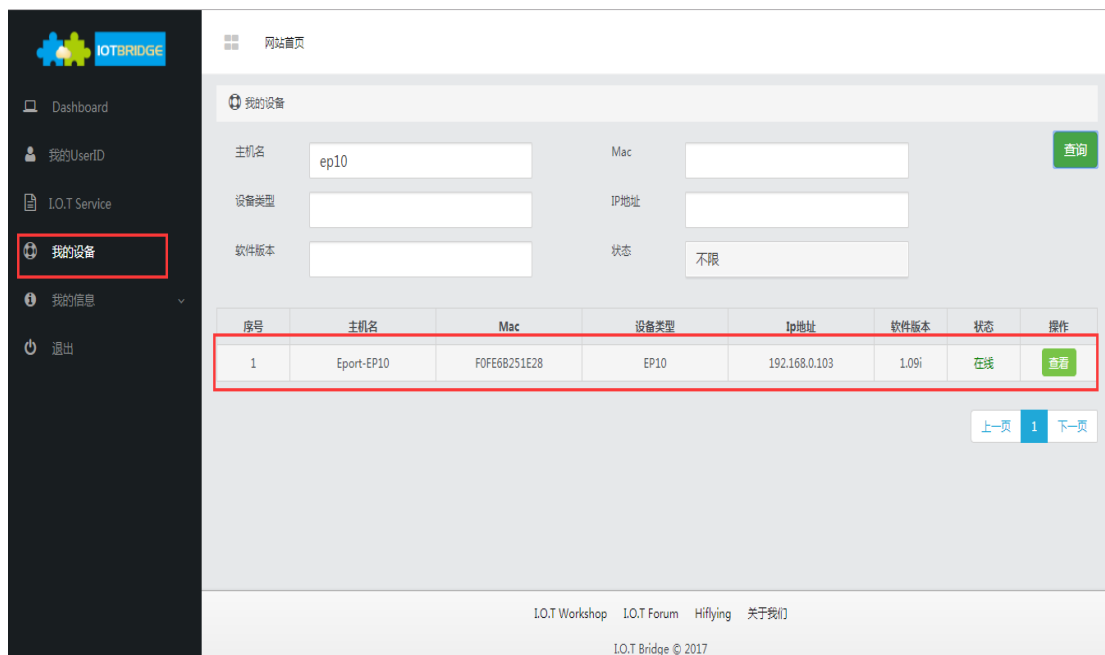 IOTBRIDGE
网站首页
Dashboard
我的UserID
I.O.T Service
我的设备
我的信息
退出
我的设备
主机名 ep10 Mac 查询
设备类型 IP地址
软件版本 状态 不限
序号 主机名 Mac 设备类型 Ip地址 软件版本 状态 操作
1 Eport-EP10 F0FE6B251E28 EP10 192.168.0.103 1.09i 在线 查看
上一页 1 下一页
I.O.T Workshop I.O.T Forum Hiflying 关于我们
I.O.T Bridge © 2017